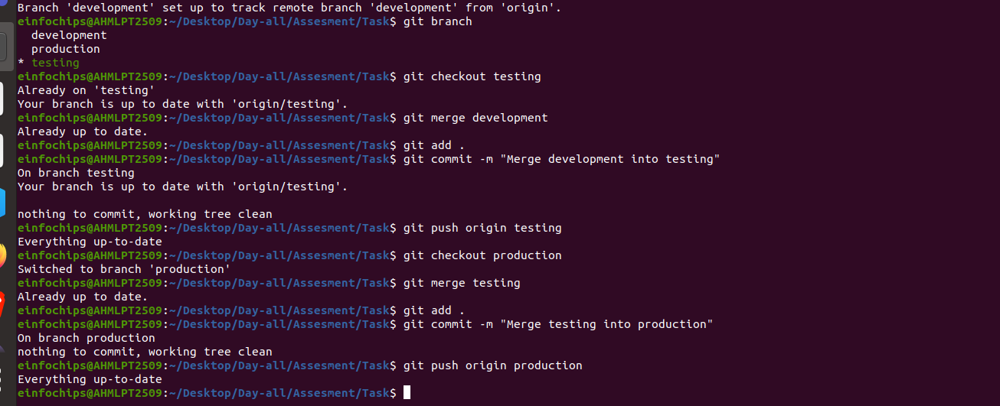 Branch 'development' set up to track remote branch 'development' from 'origin'.
einfochips@AHMLPT2509:~/Desktop/Day-all/Assesment/Task$ git branch
  development
  production
* testing
einfochips@AHMLPT2509:~/Desktop/Day-all/Assesment/Task$ git checkout testing
Already on 'testing'
Your branch is up to date with 'origin/testing'.
einfochips@AHMLPT2509:~/Desktop/Day-all/Assesment/Task$ git merge development
Already up to date.
einfochips@AHMLPT2509:~/Desktop/Day-all/Assesment/Task$ git add .
einfochips@AHMLPT2509:~/Desktop/Day-all/Assesment/Task$ git commit -m "Merge development into testing"
On branch testing
Your branch is up to date with 'origin/testing'.

nothing to commit, working tree clean
einfochips@AHMLPT2509:~/Desktop/Day-all/Assesment/Task$ git push origin testing
Everything up-to-date
einfochips@AHMLPT2509:~/Desktop/Day-all/Assesment/Task$ git checkout production
Switched to branch 'production'
einfochips@AHMLPT2509:~/Desktop/Day-all/Assesment/Task$ git merge testing
Already up to date.
einfochips@AHMLPT2509:~/Desktop/Day-all/Assesment/Task$ git add .
einfochips@AHMLPT2509:~/Desktop/Day-all/Assesment/Task$ git commit -m "Merge testing into production"
On branch production
nothing to commit, working tree clean
einfochips@AHMLPT2509:~/Desktop/Day-all/Assesment/Task$ git push origin production
Everything up-to-date
einfochips@AHMLPT2509:~/Desktop/Day-all/Assesment/Task$